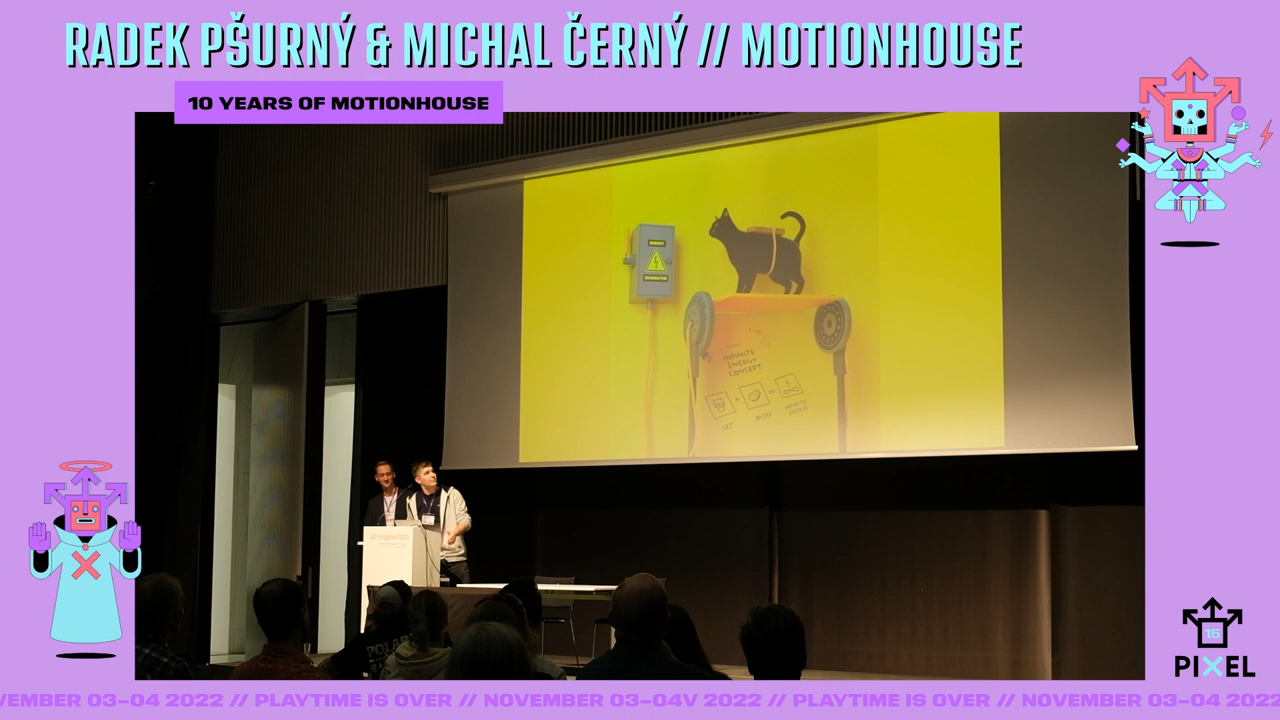 RADEK PŠURNÝ & MICHAL ČERNÝ // MOTIONHOUSE
10 YEARS OF MOTIONHOUSE
INFINITE
ENERGY
CONCEPT
CAT
INFINITE
ENERGY
15
PIXEL
VEMBER 03-04 2022 // PLAYTIME IS OVER // NOVEMBER 03-04V 2022 // PLAYTIME IS OVER // NOVEMBER 03-04 2022